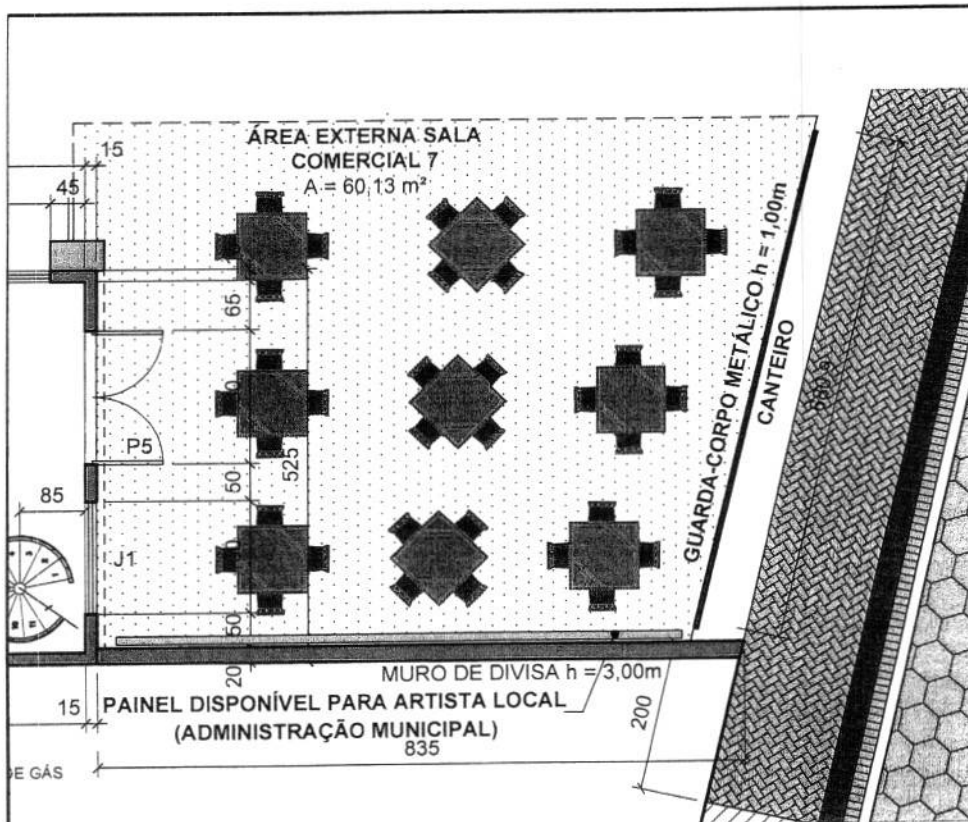 ÁREA EXTERNA SALA
COMERCIAL 7
A = 60,13 m²
15
45
65
P5
50
525
85
J1
50
20
GUARDA-CORPO METÁLICO h = 1,00m
CANTEIRO
MURO DE DIVISA h = 3,00m
15
PAINEL DISPONÍVEL PARA ARTISTA LOCAL
(ADMINISTRAÇÃO MUNICIPAL)
835
200
DE GÁS